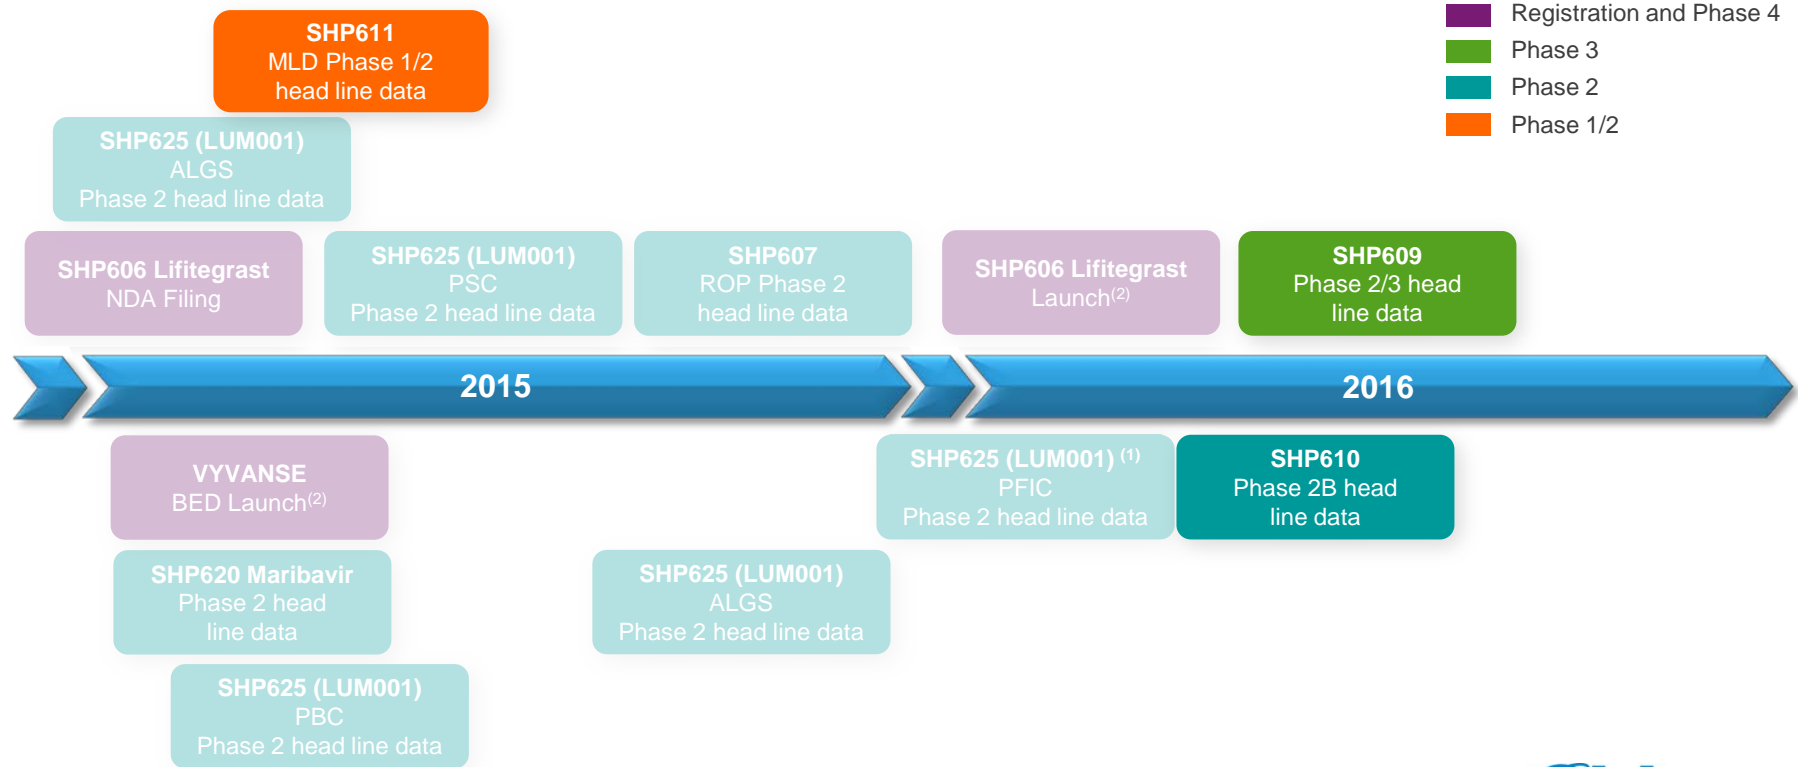 Registration and Phase 4
Phase 3
Phase 2
Phase 1/2
SHP611
MLD Phase 1/2
head line data
SHP625 (LUM001)
ALGS
Phase 2 head line data
SHP606 Lifitegrast
NDA Filing
SHP625 (LUM001)
PSC
Phase 2 head line data
SHP607
ROP Phase 2
head line data
SHP606 Lifitegrast
Launch(2)
SHP609
Phase 2/3 head
line data
2015
2016
VYVANSE
BED Launch(2)
SHP625 (LUM001) (1)
PFIC
Phase 2 head line data
SHP610
Phase 2B head
line data
SHP620 Maribavir
Phase 2 head
line data
SHP625 (LUM001)
ALGS
Phase 2 head line data
SHP625 (LUM001)
PBC
Phase 2 head line data